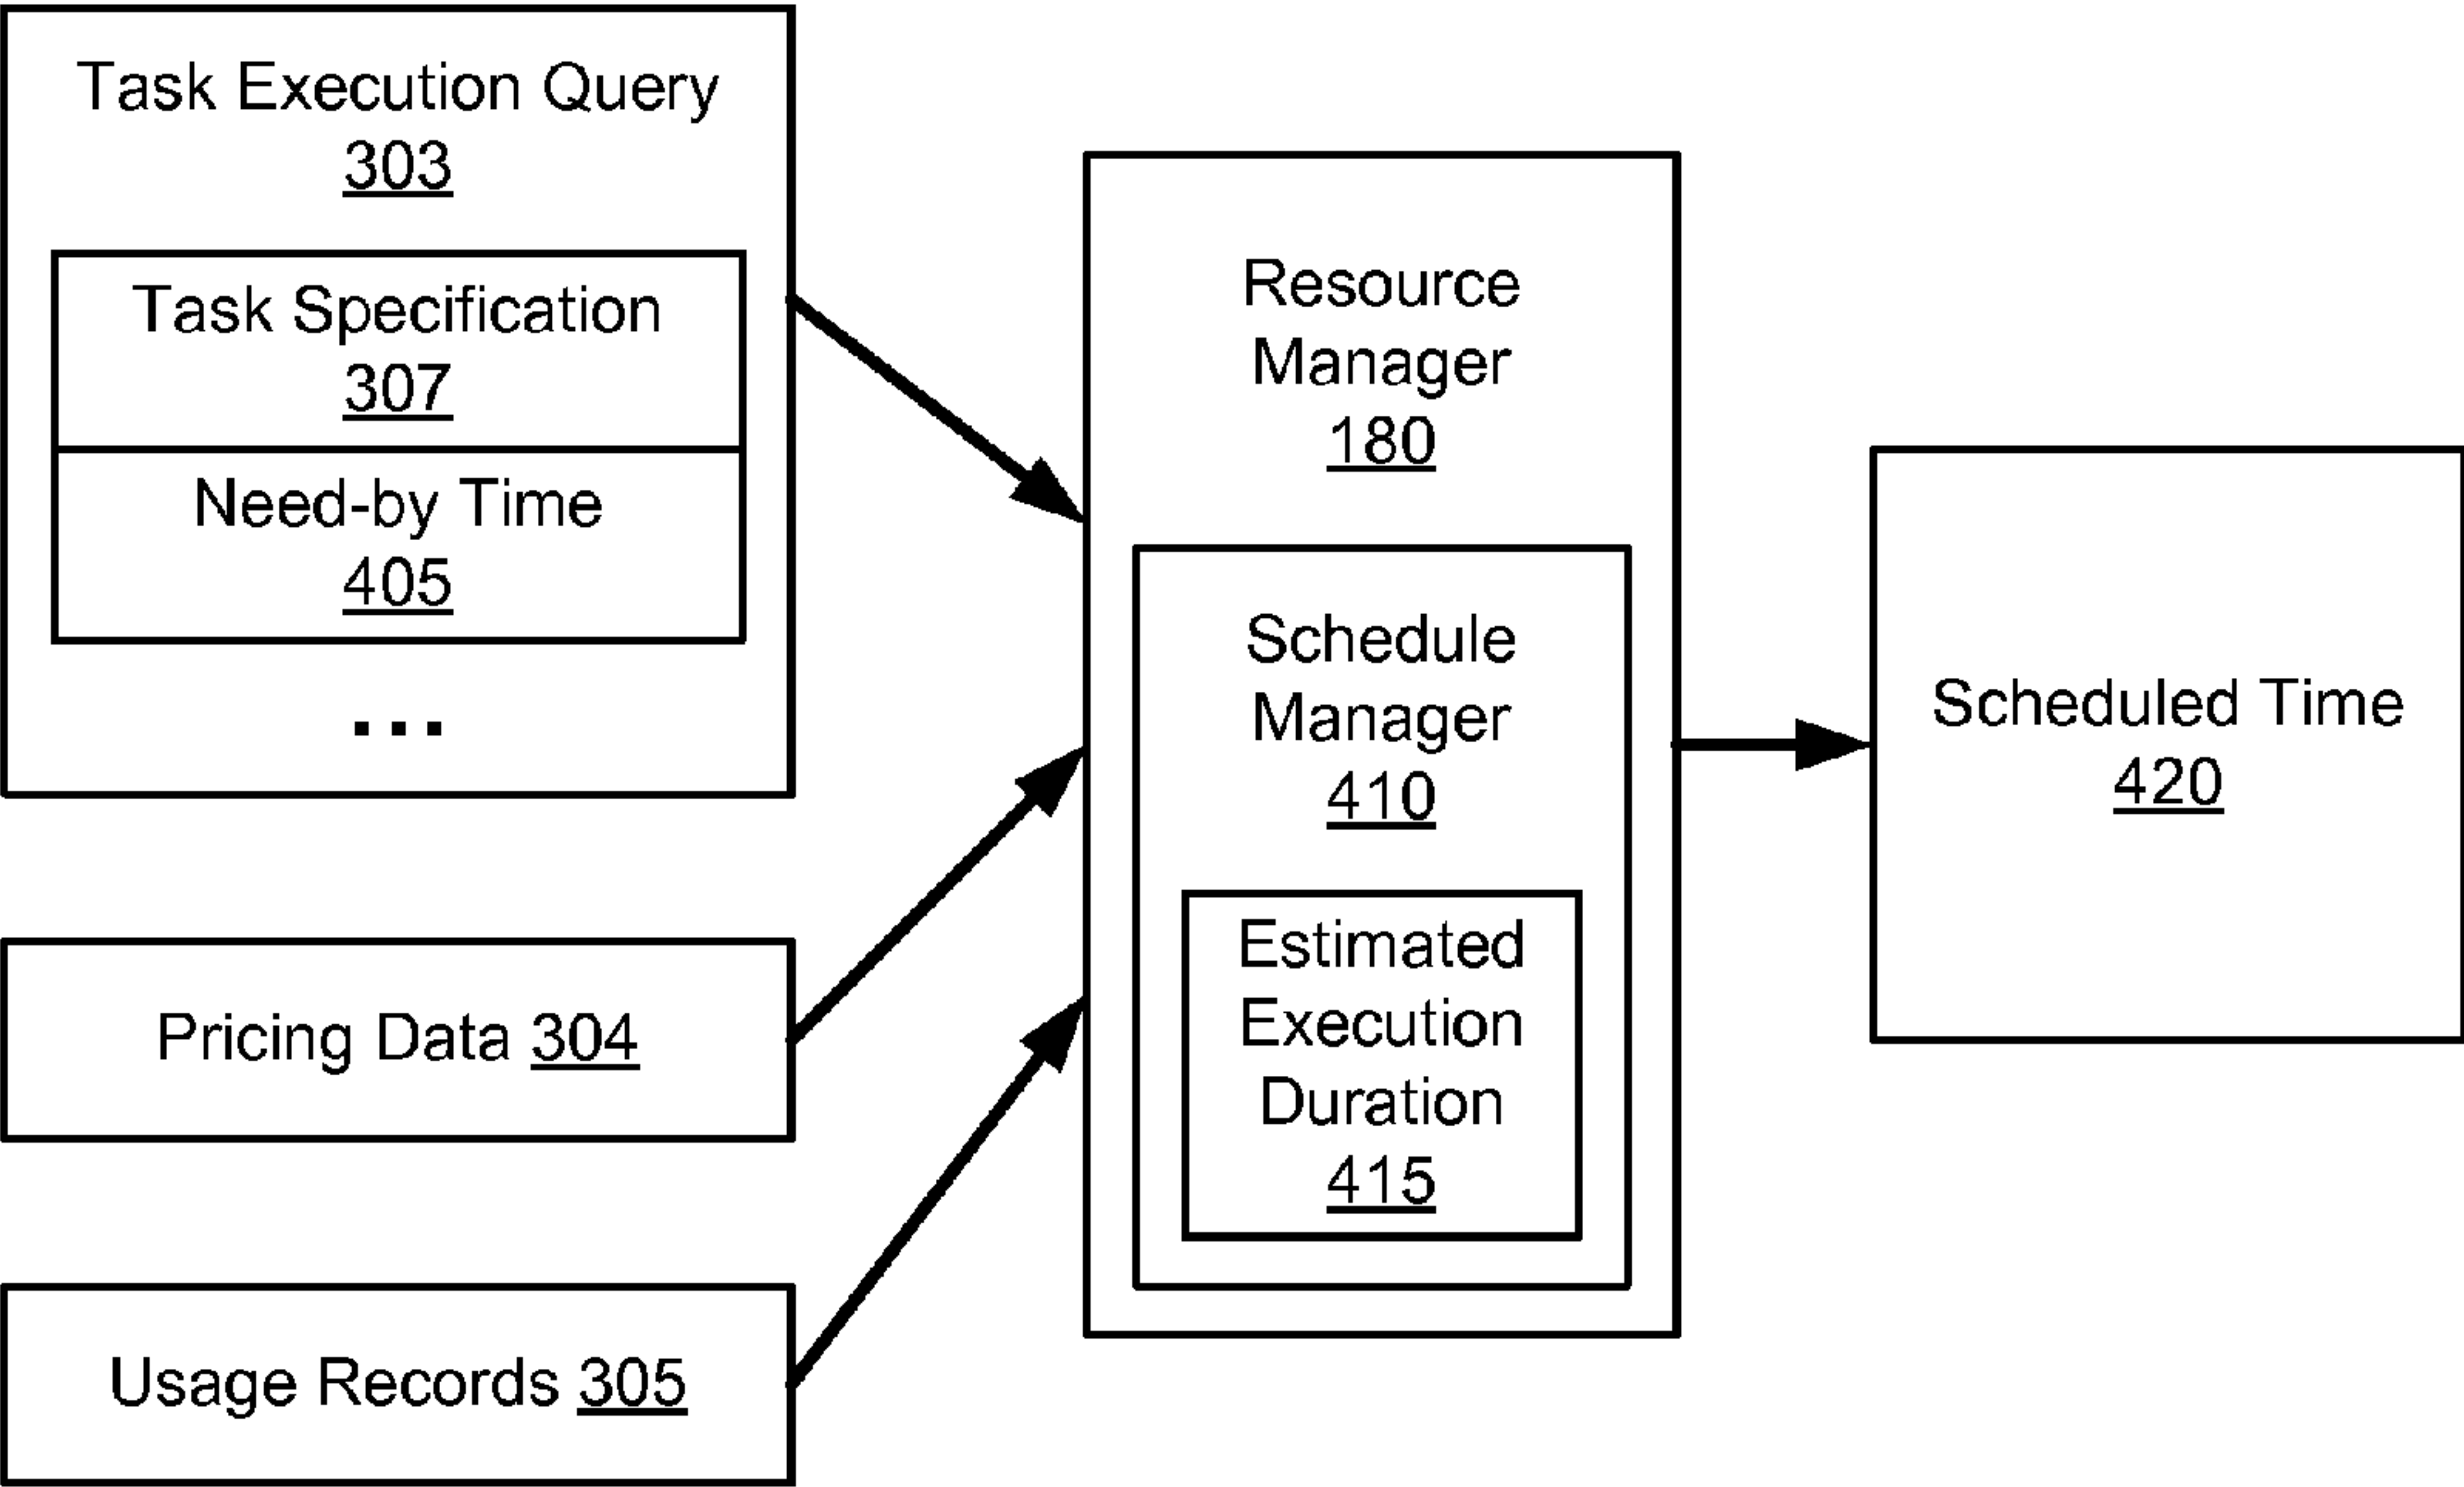 Task Execution Query
303
Task Specification
307
Need-by Time
405
...
Pricing Data 304
Usage Records 305
Resource
Manager
180
Schedule
Manager
410
Estimated
Execution
Duration
415
Scheduled Time
420